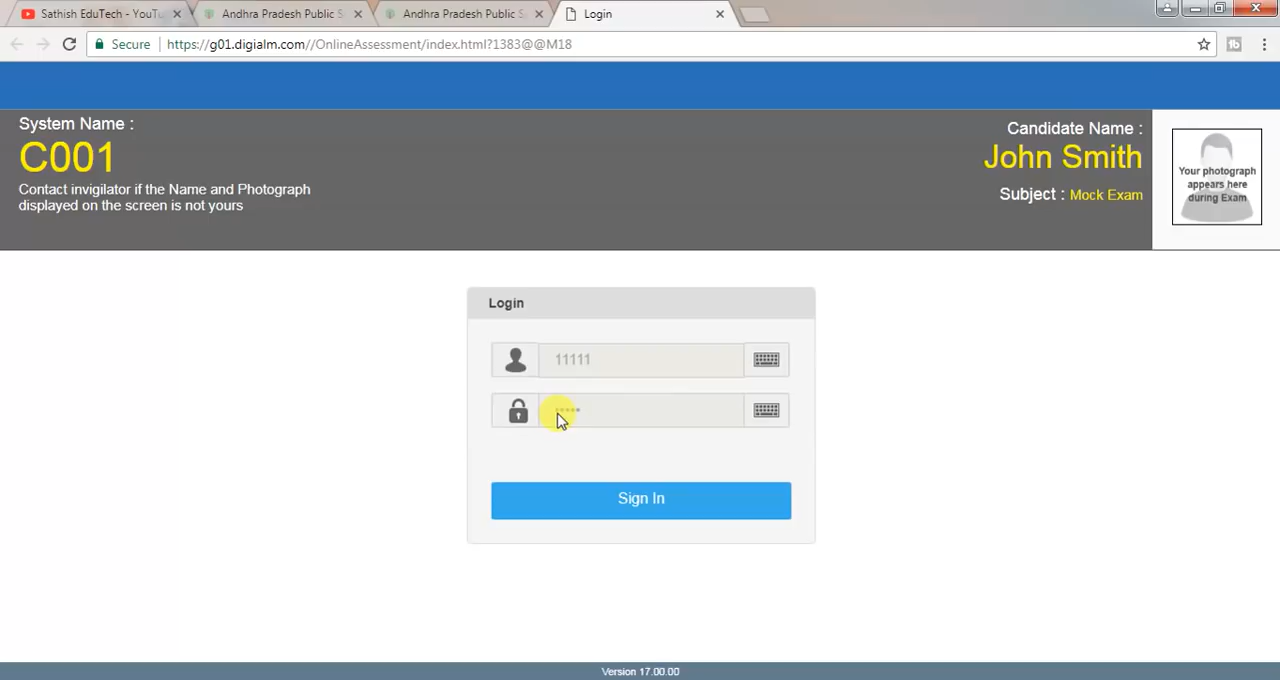 Sathish EduTech - YouTu
Andhra Pradesh Public S
Andhra Pradesh Public S
Login
Secure
https://g01.digialm.com//OnlineAssessment/index.html?1383@@M18
System Name :
C001
Contact invigilator if the Name and Photograph
displayed on the screen is not yours
Candidate Name :
John Smith
Subject : Mock Exam
Your photograph
appears here
during Exam
Login
11111
•••••
Sign In
Version 17.00.00